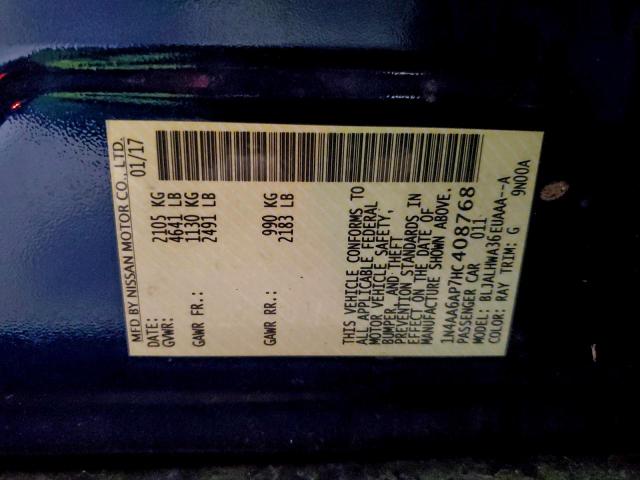 MFD BY NISSAN MOTOR CO., LTD.
DATE: 01/17
GVWR: 2105 KG
4641 LB
GAWR FR.: 1130 KG
2491 LB
GAWR RR.: 990 KG
2183 LB
THIS VEHICLE CONFORMS TO
ALL APPLICABLE FEDERAL
MOTOR VEHICLE SAFETY,
BUMPER, AND THEFT
PREVENTION STANDARDS IN
EFFECT ON THE DATE OF
MANUFACTURE SHOWN ABOVE.
1N4AA6AP7HC408768
PASSENGER CAR 011-
MODEL: BLJALHWA36EUAAA--A
COLOR: RAY TRIM: G 9N00A